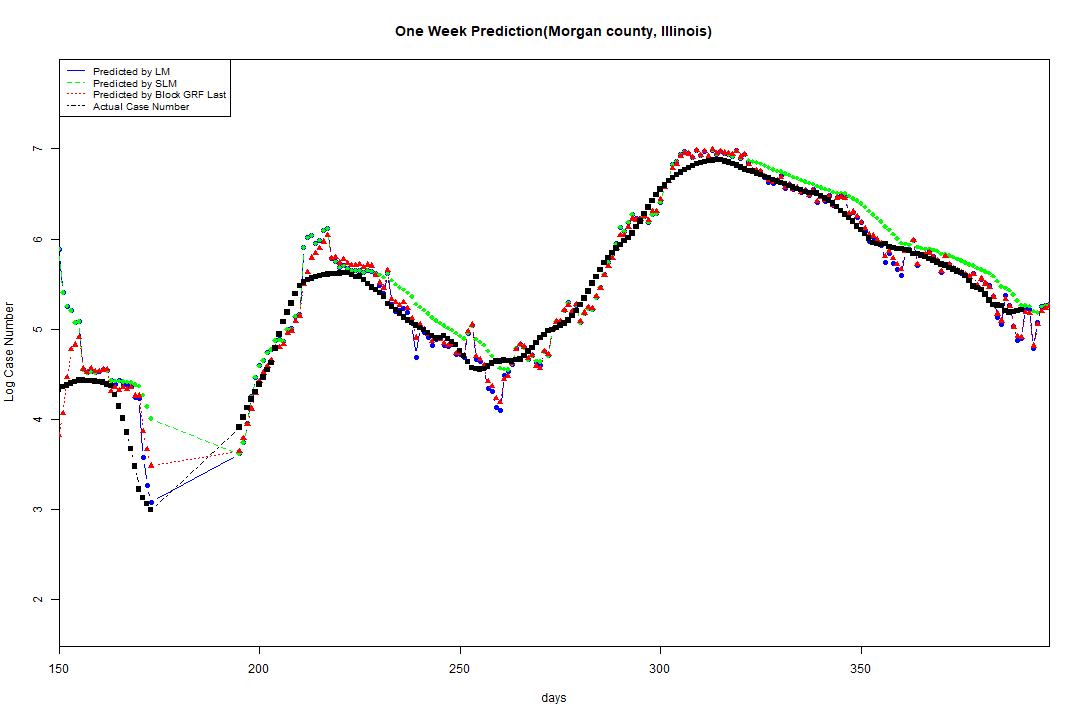 One Week Prediction(Morgan county, Illinois)
Predicted by LM
Predicted by SLM
Predicted by Block GRF Last
Actual Case Number
7
6
5
4
3
2
Log Case Number
150 200 250 300 350
days